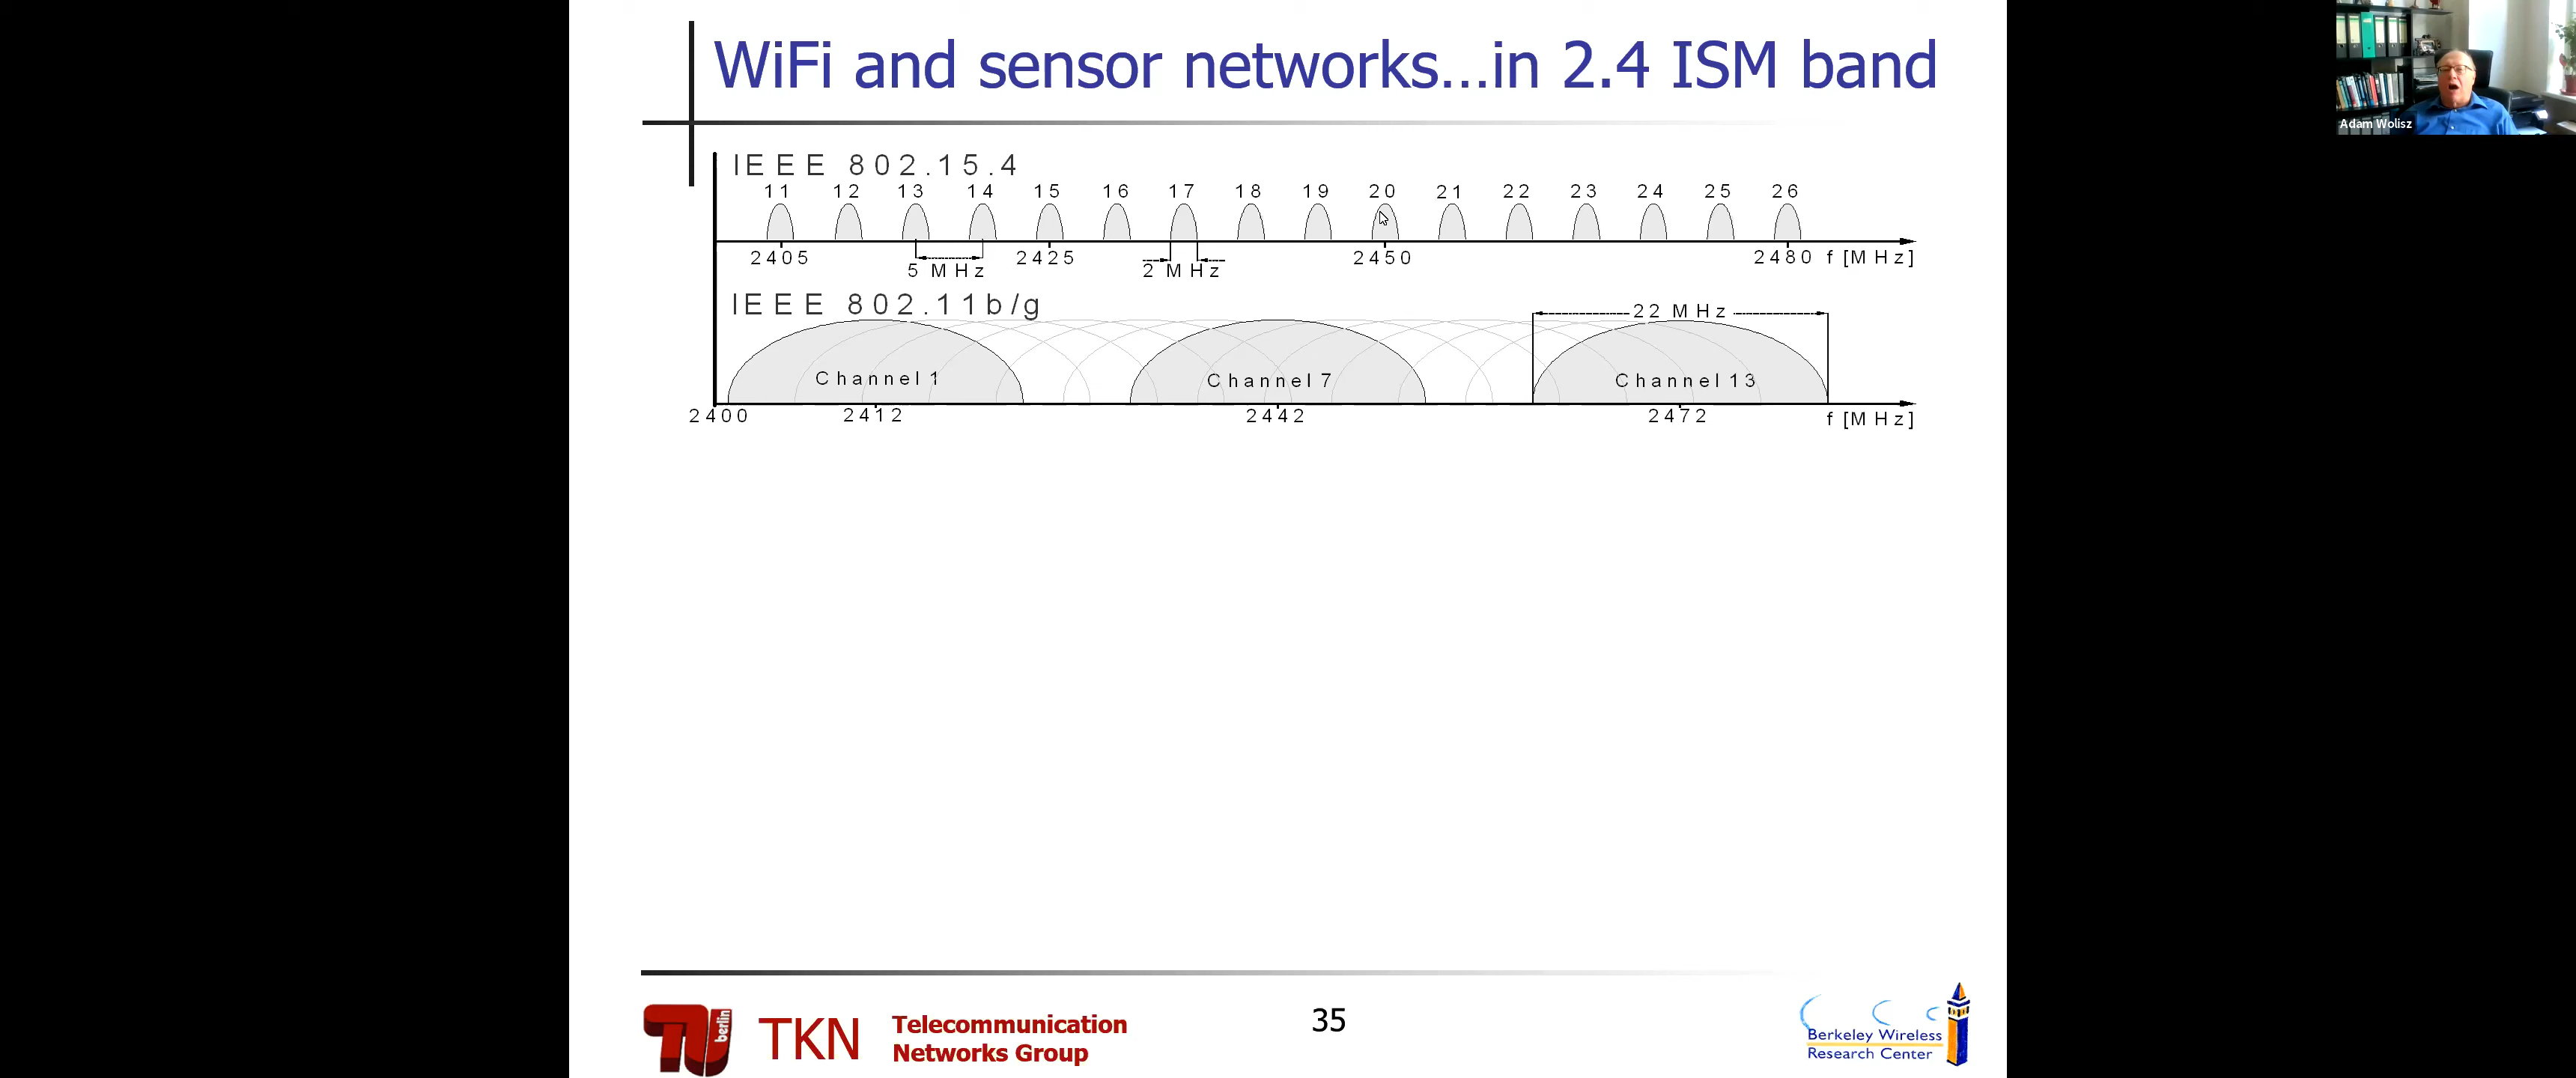 WiFi and sensor networks...in 2.4 ISM band
Adam Wolisz
IEEE 802.15.4
11 12 13 14 15 16 17 18 19 20 21 22 23 24 25 26
2405 2425 2450 2480 f [MHz]
5 MHz 2 MHz
IEEE 802.11b/g
22 MHz
Channel 1 Channel 7 Channel 13
2400 2412 2442 2472 f [MHz]
TU berlin
TKN
Telecommunication
Networks Group
35
Berkeley Wireless
Research Center